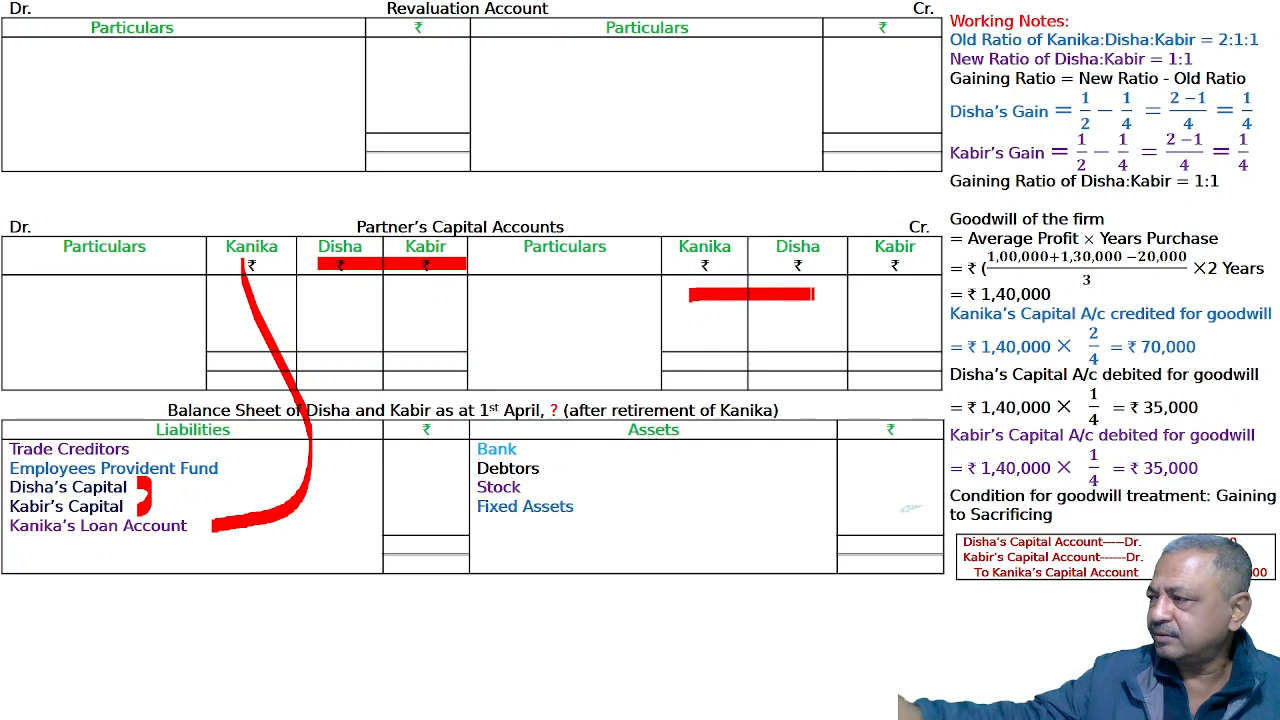 Dr. Revaluation Account Cr.
Particulars ₹ Particulars ₹
Dr. Partner’s Capital Accounts Cr.
Particulars Kanika Disha Kabir Particulars Kanika Disha Kabir
₹ ₹ ₹ ₹ ₹ ₹
Balance Sheet of Disha and Kabir as at 1st April, ? (after retirement of Kanika)
Liabilities ₹ Assets ₹
Trade Creditors Bank
Employees Provident Fund Debtors
Disha’s Capital Stock
Kabir’s Capital Fixed Assets
Kanika’s Loan Account
Working Notes:
Old Ratio of Kanika:Disha:Kabir = 2:1:1
New Ratio of Disha:Kabir = 1:1
Gaining Ratio = New Ratio - Old Ratio
Disha’s Gain = 1/2 − 1/4 = 2 −1/4 = 1/4
Kabir’s Gain = 1/2 − 1/4 = 2 −1/4 = 1/4
Gaining Ratio of Disha:Kabir = 1:1
Goodwill of the firm
= Average Profit × Years Purchase
= ₹ (1,00,000+1,30,000 −20,000/3 ×2 Years
= ₹ 1,40,000
Kanika’s Capital A/c credited for goodwill
= ₹ 1,40,000 × 2/4 = ₹ 70,000
Disha’s Capital A/c debited for goodwill
= ₹ 1,40,000 × 1/4 = ₹ 35,000
Kabir’s Capital A/c debited for goodwill
= ₹ 1,40,000 × 1/4 = ₹ 35,000
Condition for goodwill treatment: Gaining
to Sacrificing
Disha’s Capital Account-----Dr.
Kabir’s Capital Account------Dr.
To Kanika’s Capital Account